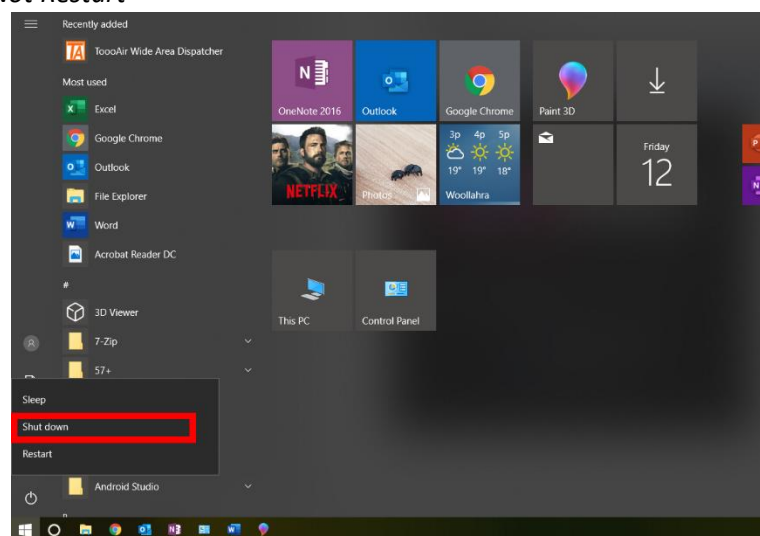 Not Restart
Recently added
ToooAir Wide Area Dispatcher
Most used
Excel
Google Chrome
Outlook
File Explorer
Word
Acrobat Reader DC
#
3D Viewer
7-Zip
57+
Sleep
Shut down
Restart
Android Studio
OneNote 2016
Outlook
Google Chrome
Paint 3D
NETFLIX
Photos
3p 4p 5p
19° 19° 18°
Woollahra
Friday
12
This PC
Control Panel